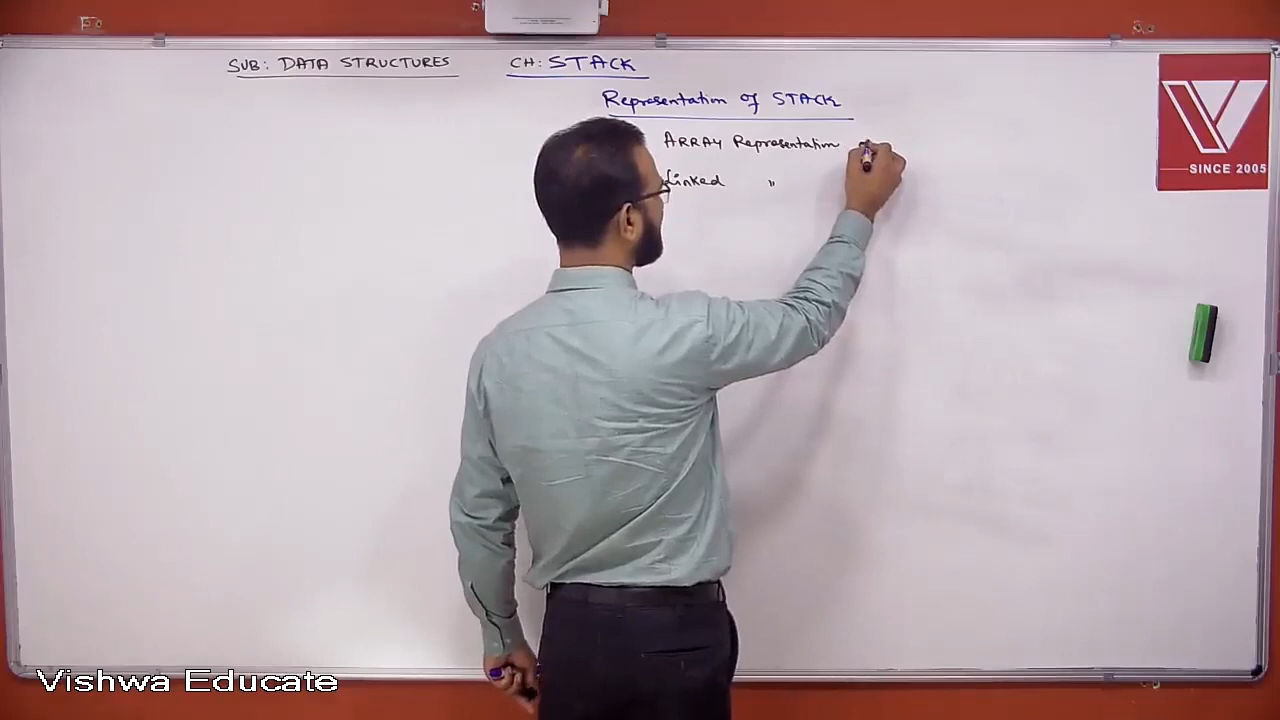 SUB: DATA STRUCTURES CH: STACK
Representation of STACK
ARRAY Representation
Linked "
SINCE 2005
Vishwa Educate